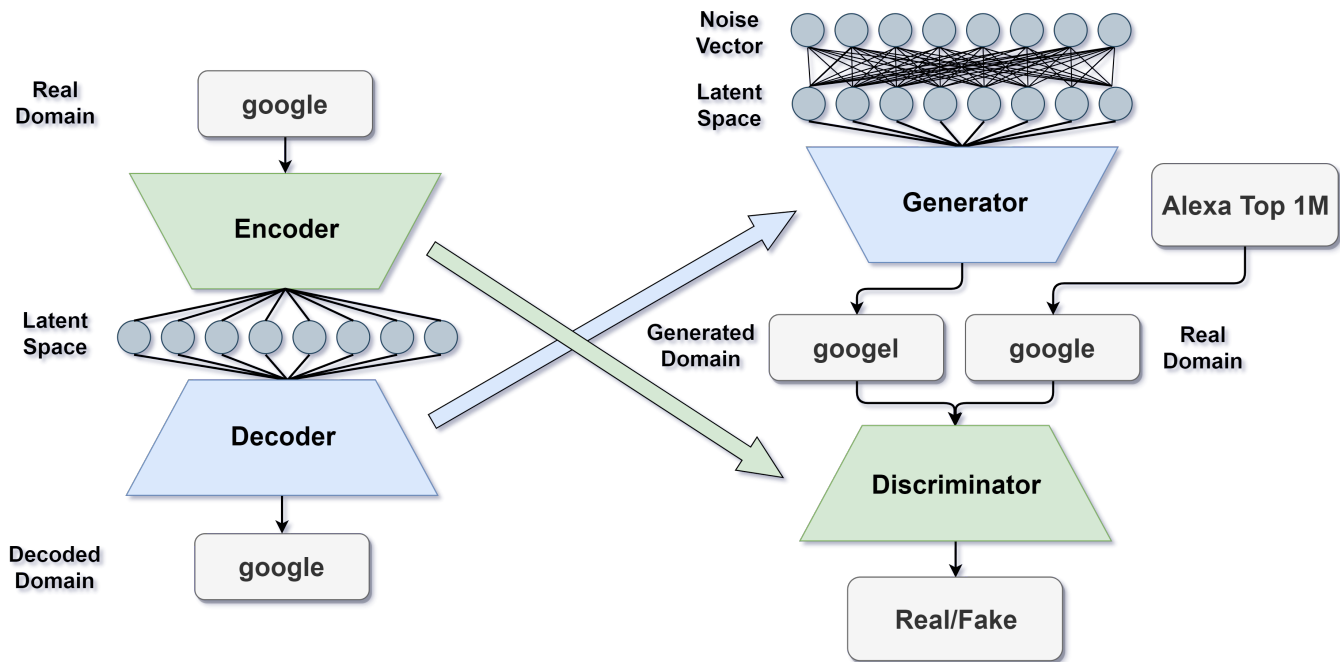 Real
Domain
google
Encoder
Latent
Space
Decoder
Decoded
Domain
google
Noise
Vector
Latent
Space
Generator
Alexa Top 1M
Generated
Domain
googel
google
Real
Domain
Discriminator
Real/Fake